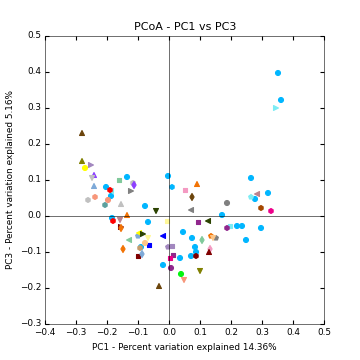 PCoA - PC1 vs PC3
0.5
0.4
0.3
0.2
0.1
0.0
−0.1
−0.2
−0.3
−0.4 −0.3 −0.2 −0.1 0.0 0.1 0.2 0.3 0.4 0.5
PC3 - Percent variation explained 5.16%
PC1 - Percent variation explained 14.36%